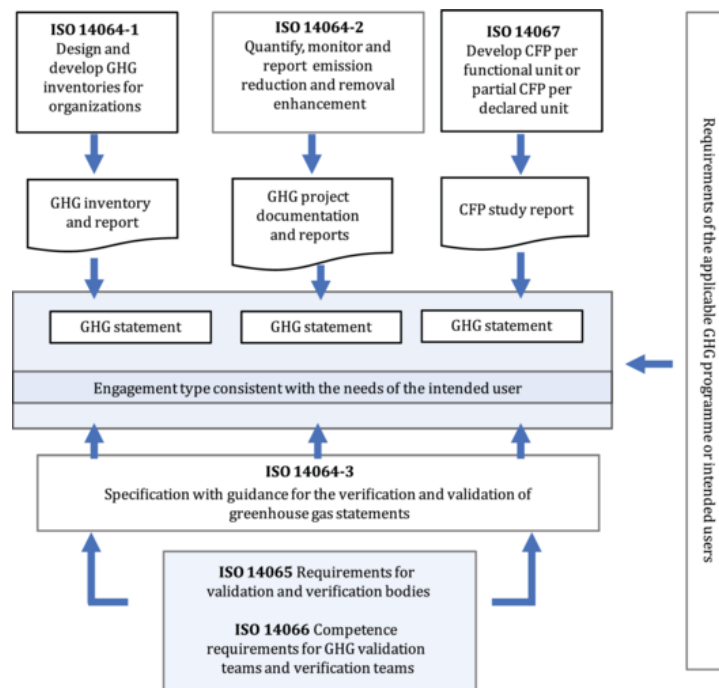 ISO 14064-1
Design and
develop GHG
inventories for
organizations
ISO 14064-2
Quantify, monitor and
report emission
reduction and removal
enhancement
ISO 14067
Develop CFP per
functional unit or
partial CFP per
declared unit
GHG inventory
and report
GHG project
documentation
and reports
CFP study report
GHG statement
GHG statement
GHG statement
Engagement type consistent with the needs of the intended user
ISO 14064-3
Specification with guidance for the verification and validation of
greenhouse gas statements
ISO 14065 Requirements for
validation and verification bodies
ISO 14066 Competence
requirements for GHG validation
teams and verification teams
Requirements of the applicable GHG programme or intended users